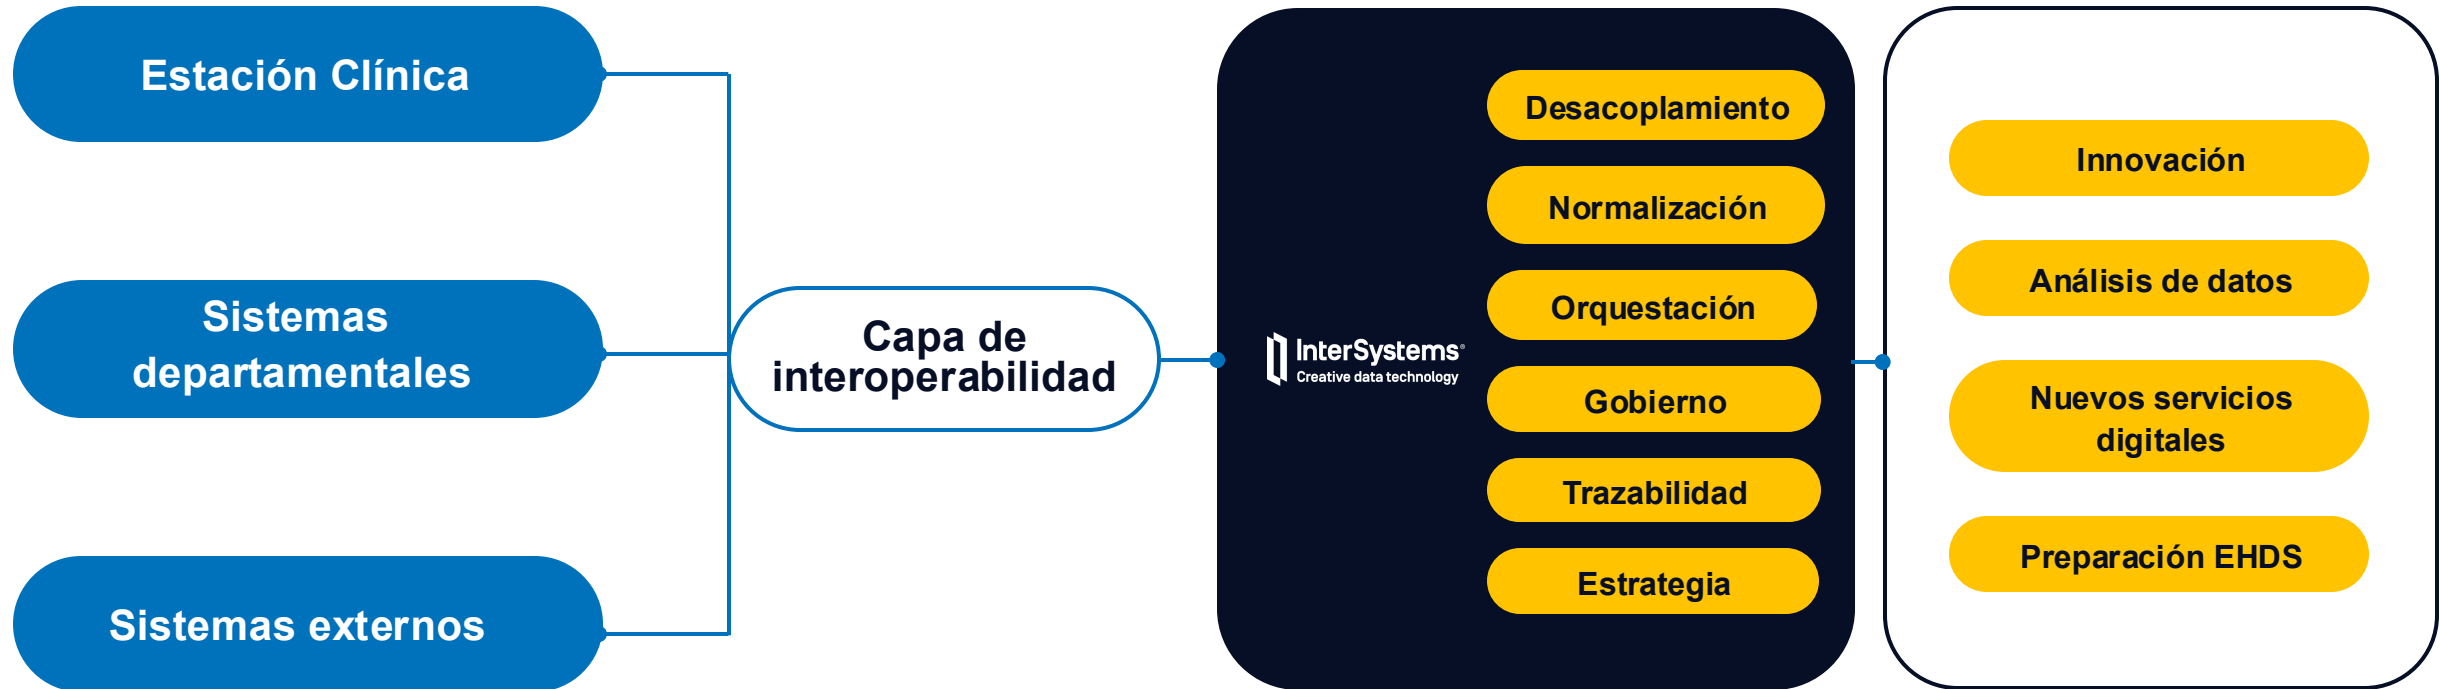 Estación Clínica
Sistemas
departamentales
Sistemas externos
Capa de
interoperabilidad
InterSystems®
Creative data technology
Desacoplamiento
Normalización
Orquestación
Gobierno
Trazabilidad
Estrategia
Innovación
Análisis de datos
Nuevos servicios
digitales
Preparación EHDS